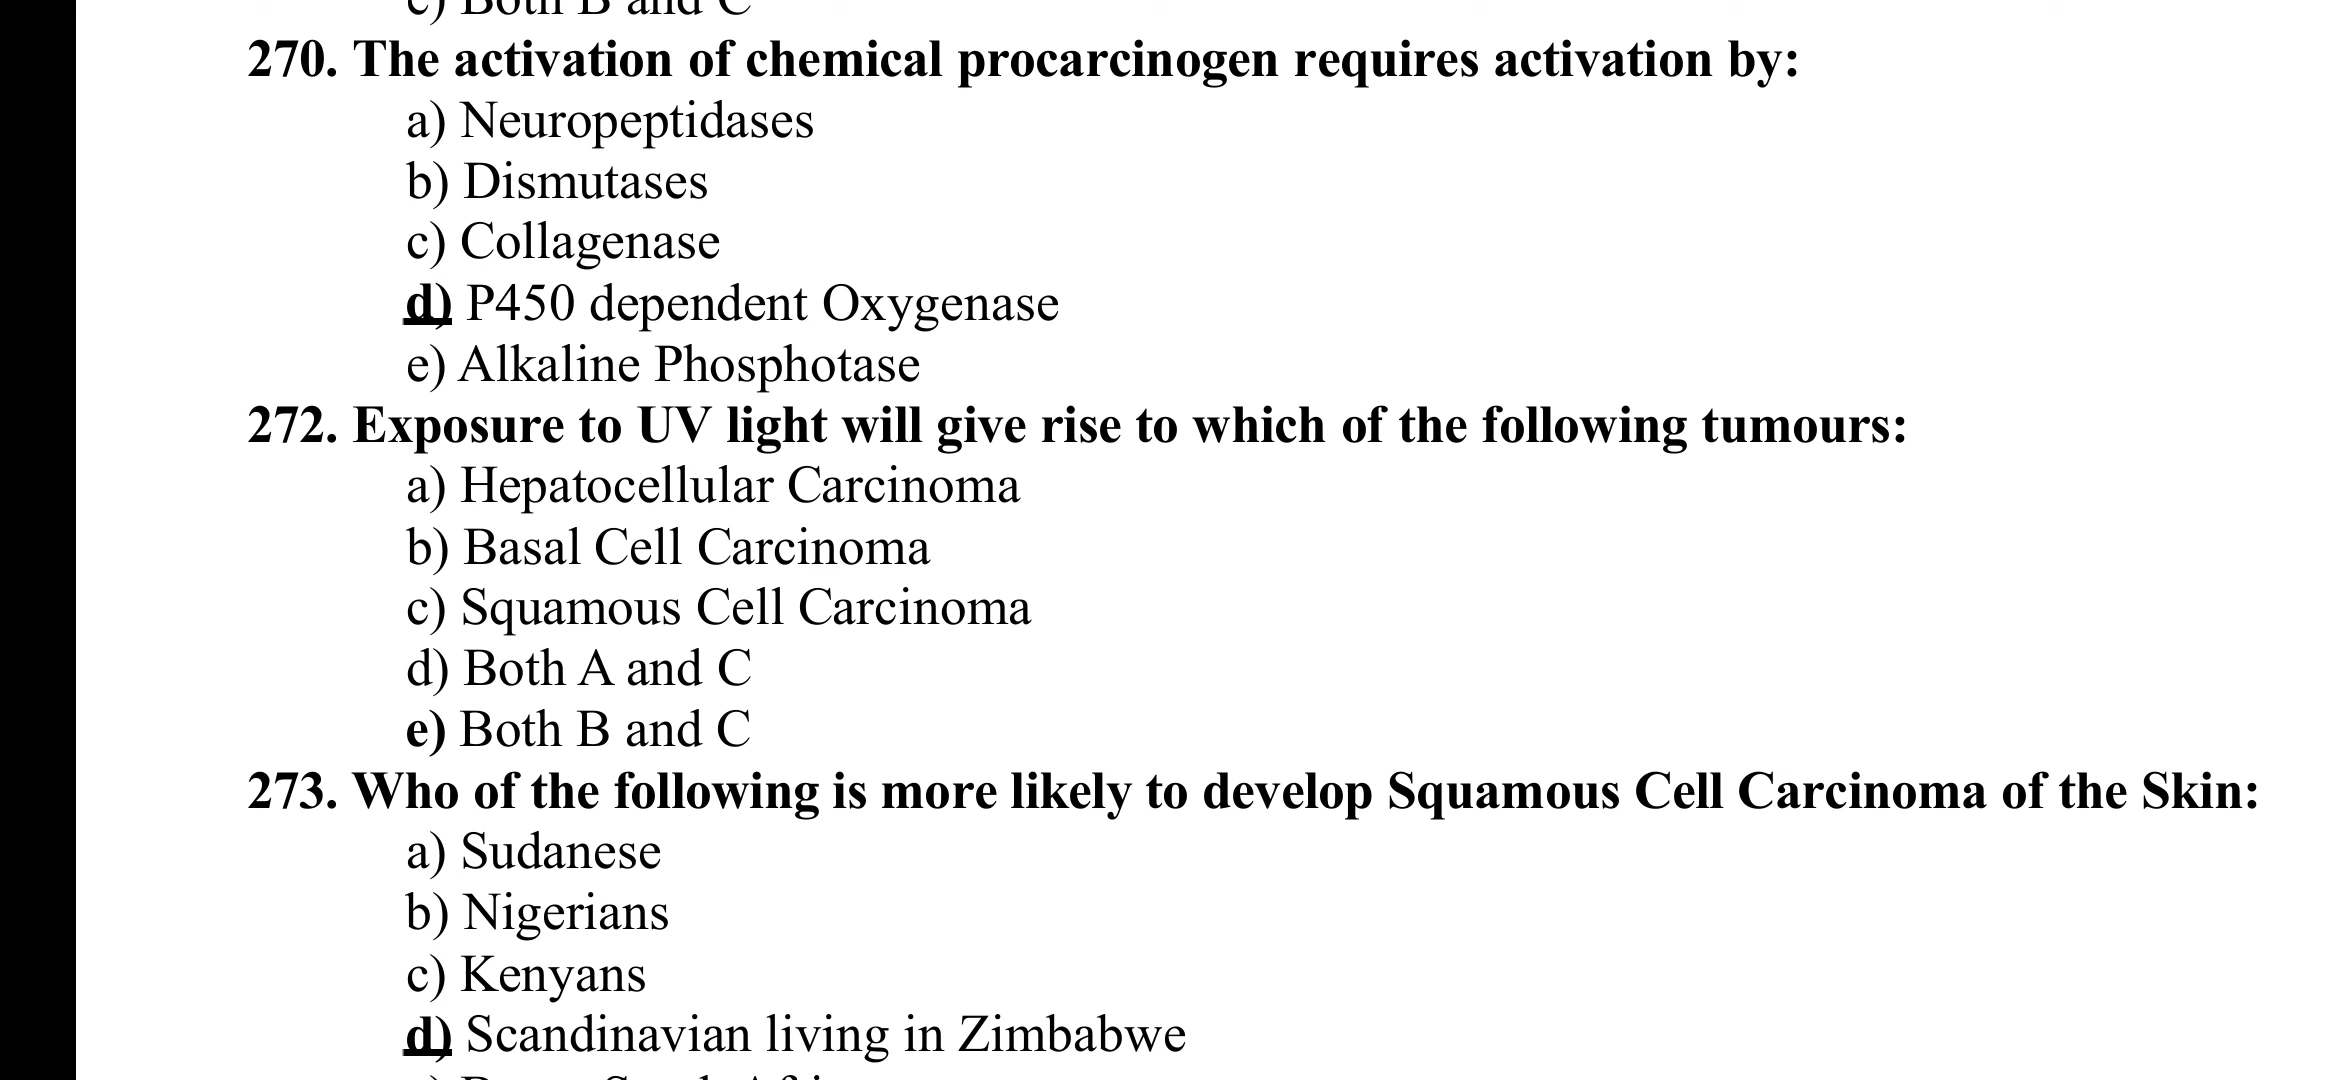 e) Both B and C
270. The activation of chemical procarcinogen requires activation by:
a) Neuropeptidases
b) Dismutases
c) Collagenase
d) P450 dependent Oxygenase
e) Alkaline Phosphotase
272. Exposure to UV light will give rise to which of the following tumours:
a) Hepatocellular Carcinoma
b) Basal Cell Carcinoma
c) Squamous Cell Carcinoma
d) Both A and C
e) Both B and C
273. Who of the following is more likely to develop Squamous Cell Carcinoma of the Skin:
a) Sudanese
b) Nigerians
c) Kenyans
d) Scandinavian living in Zimbabwe